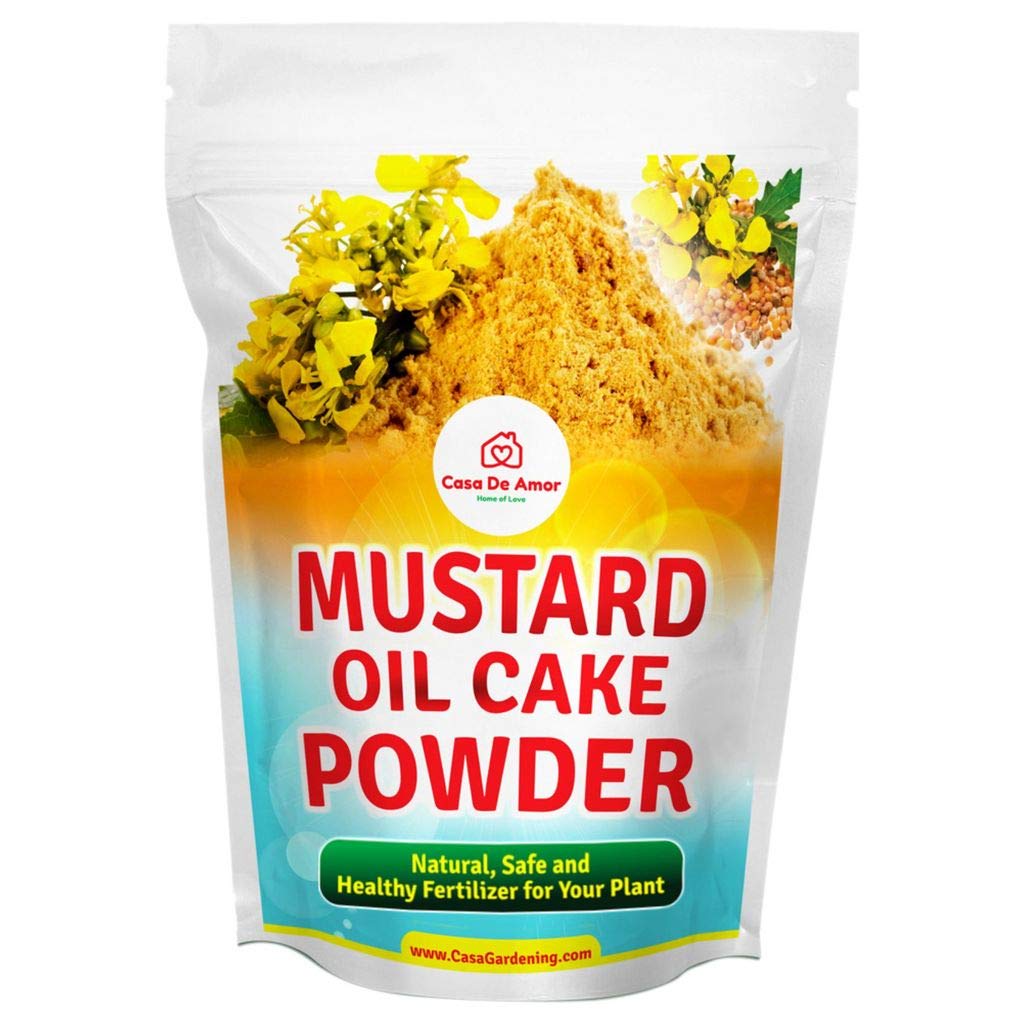 Casa De Amor
Home of Love
MUSTARD
OIL CAKE
POWDER
Natural, Safe and
Healthy Fertilizer for Your Plant
www.CasaGardening.com